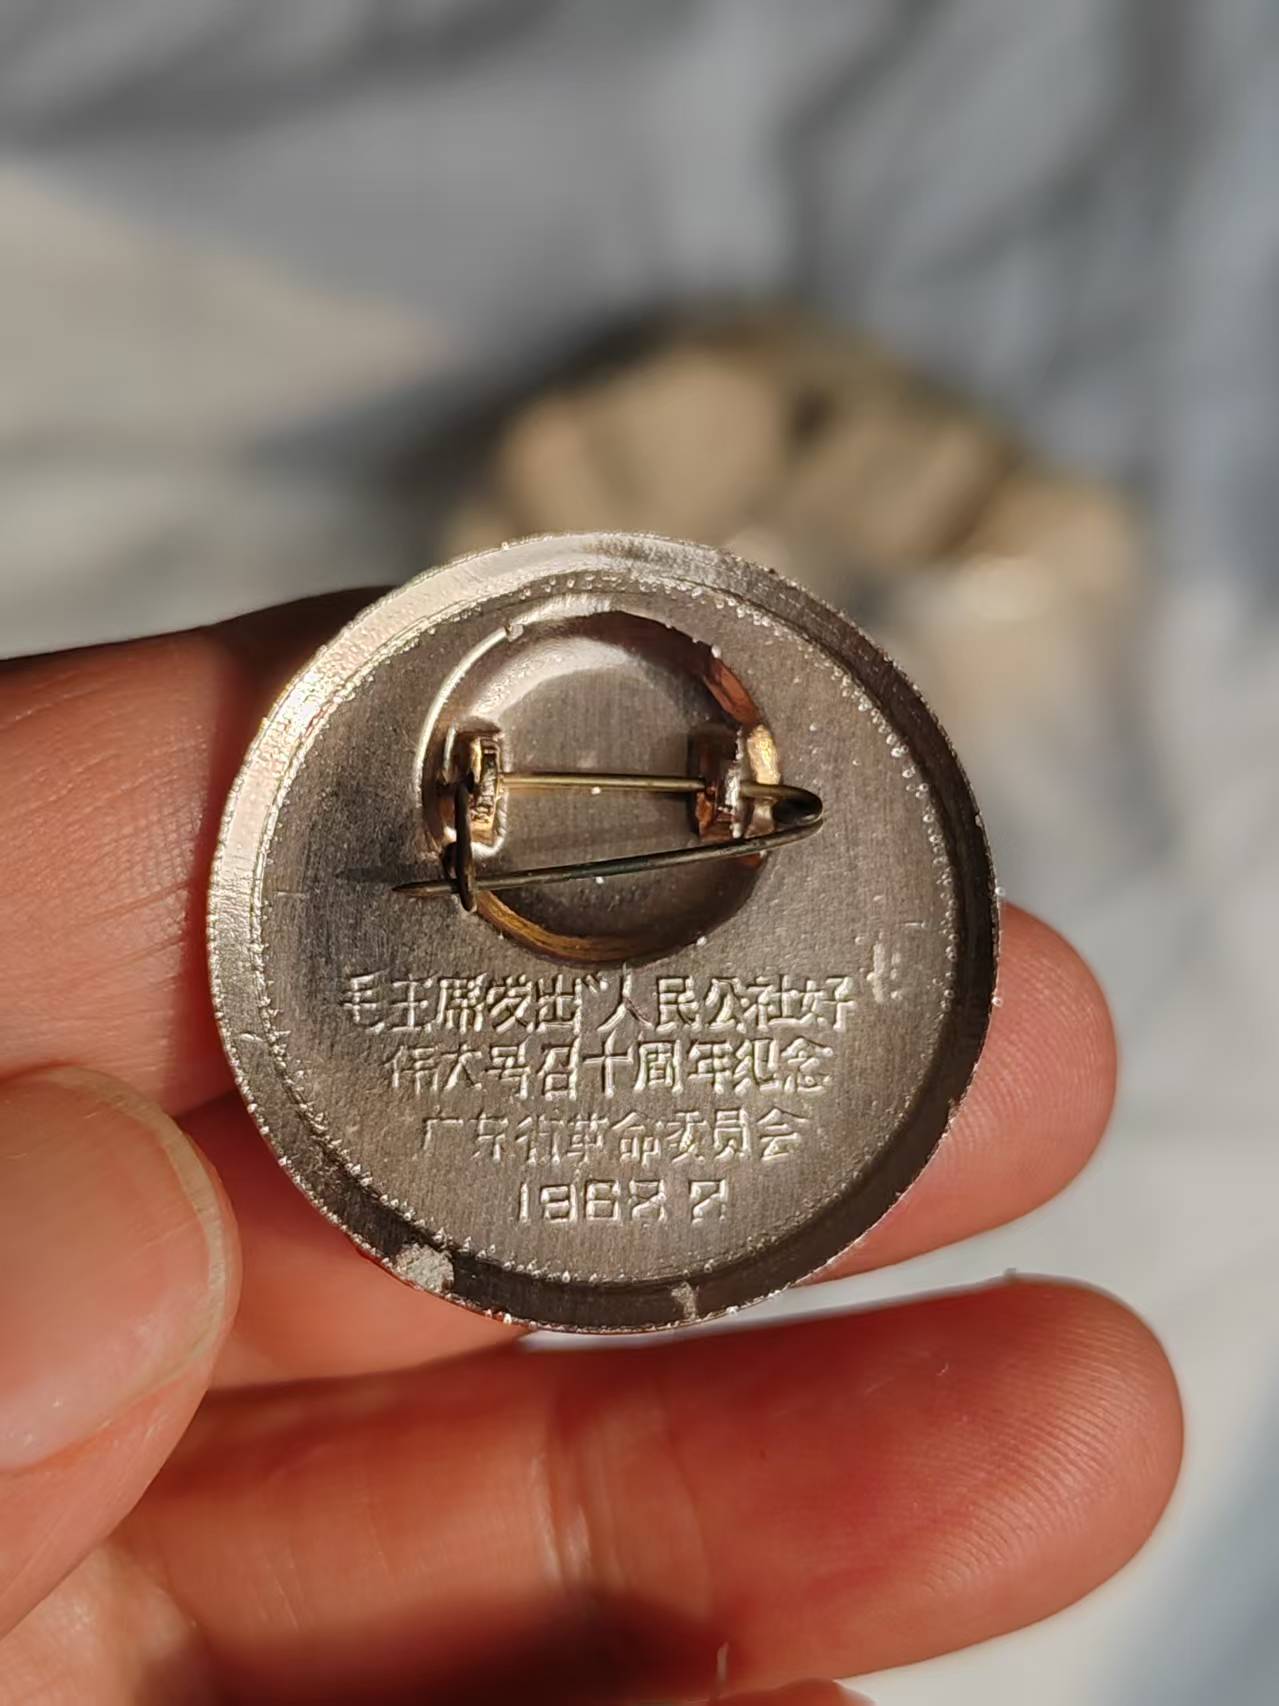 毛主席发出“人民公社好
伟大号召十周年纪念
广东省革命委员会
1968